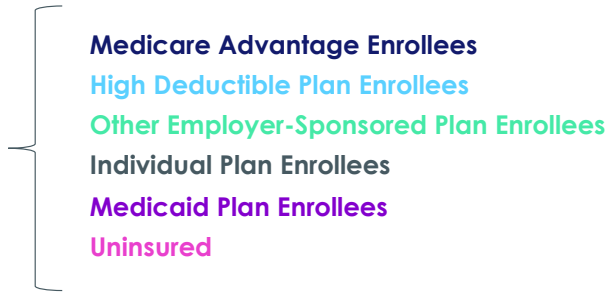 Medicare Advantage Enrollees
High Deductible Plan Enrollees
Other Employer-Sponsored Plan Enrollees
Individual Plan Enrollees
Medicaid Plan Enrollees
Uninsured